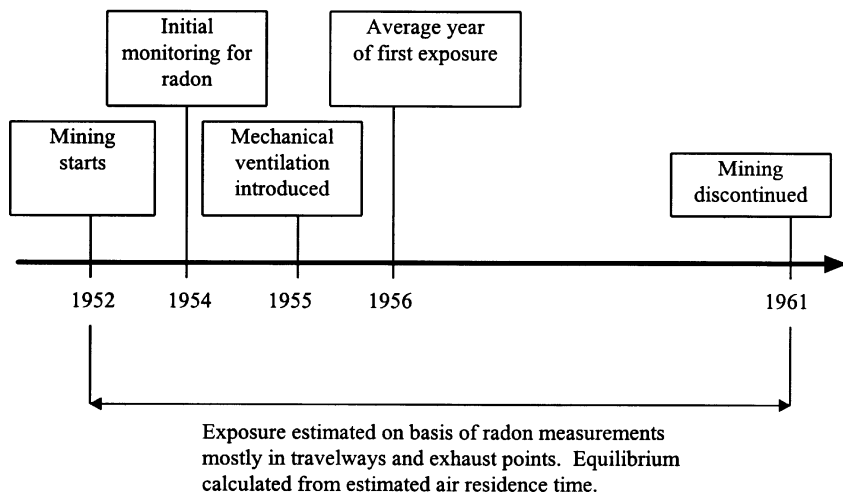 Initial
monitoring for
radon
Average year
of first exposure
Mining
starts
Mechanical
ventilation
introduced
Mining
discontinued
1952
1954
1955
1956
1961
Exposure estimated on basis of radon measurements
mostly in travelways and exhaust points. Equilibrium
calculated from estimated air residence time.